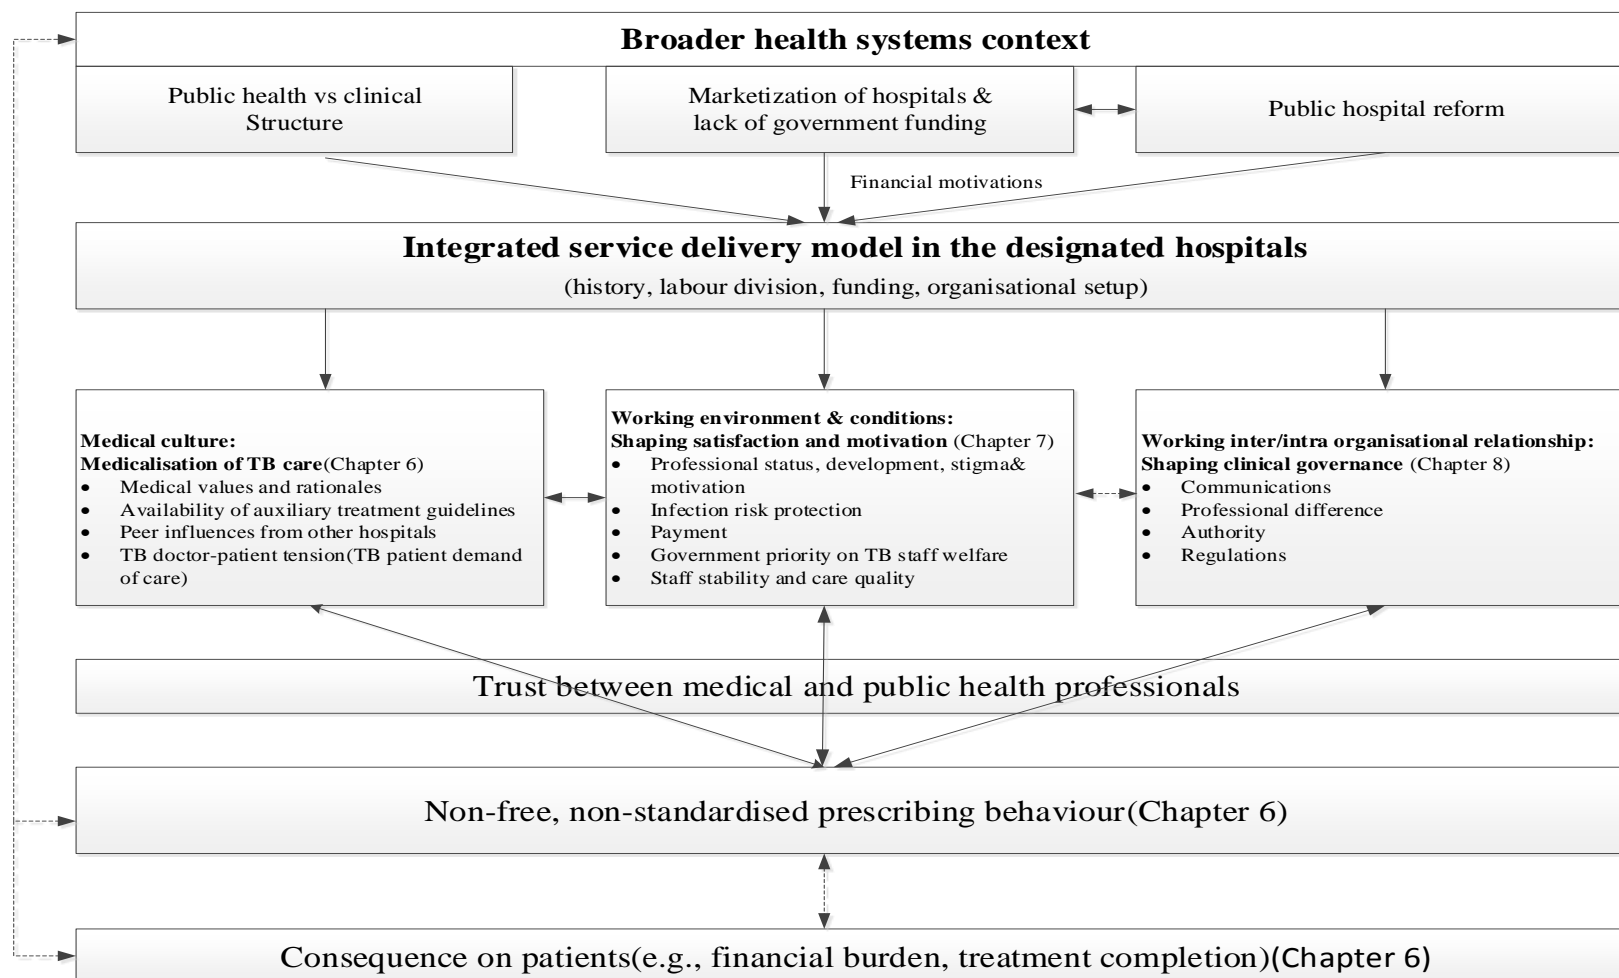 Broader health systems context
Public health vs clinical
Structure
Marketization of hospitals &
lack of government funding
Public hospital reform
Financial motivations
Integrated service delivery model in the designated hospitals
(history, labour division, funding, organisational setup)
Medical culture:
Medicalisation of TB care(Chapter 6)
• Medical values and rationales
• Availability of auxiliary treatment guidelines
• Peer influences from other hospitals
• TB doctor-patient tension(TB patient demand
of care)
Working environment & conditions:
Shaping satisfaction and motivation (Chapter 7)
• Professional status, development, stigma&
motivation
• Infection risk protection
• Payment
• Government priority on TB staff welfare
• Staff stability and care quality
Working inter/intra organisational relationship:
Shaping clinical governance (Chapter 8)
• Communications
• Professional difference
• Authority
• Regulations
Trust between medical and public health professionals
Non-free, non-standardised prescribing behaviour(Chapter 6)
Consequence on patients(e.g., financial burden, treatment completion)(Chapter 6)